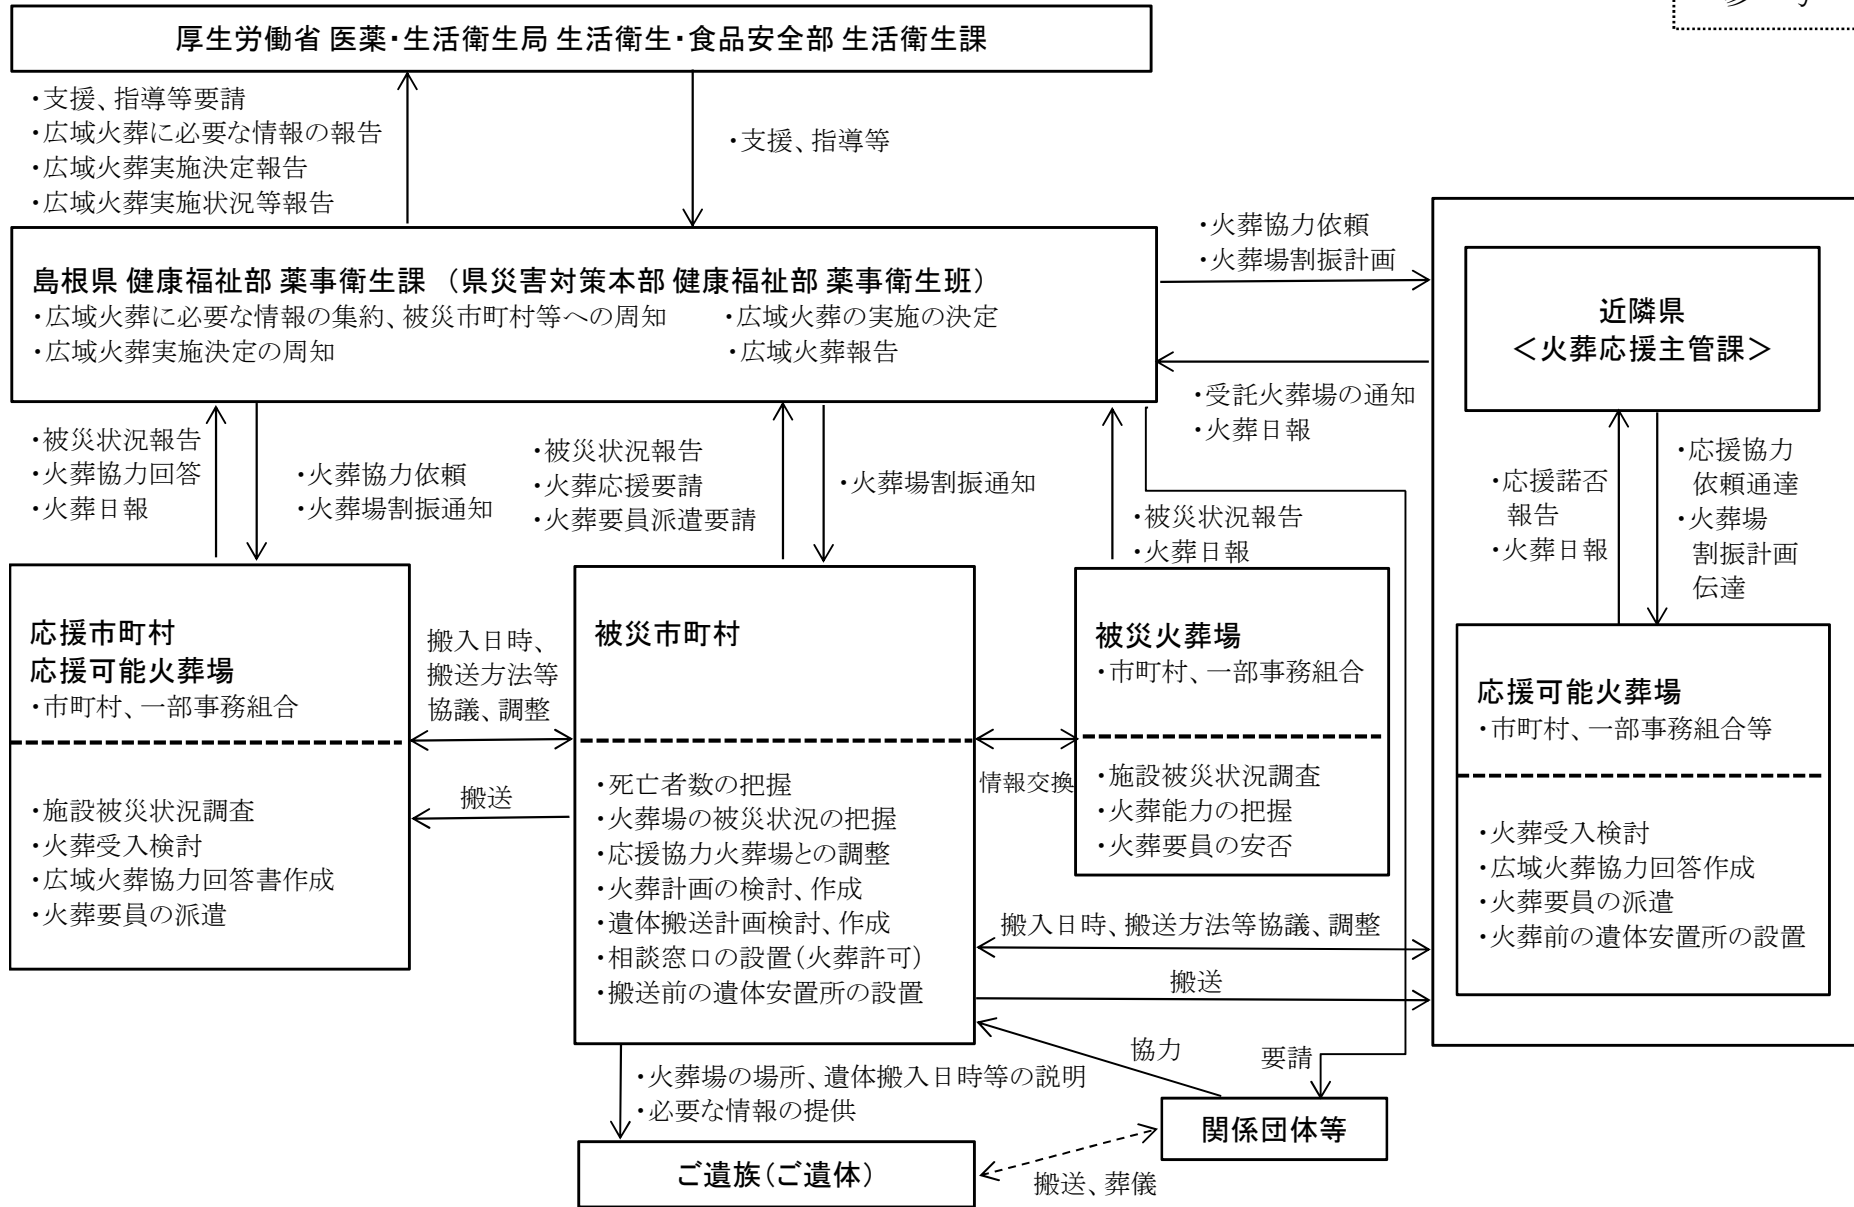 厚生労働省 医薬・生活衛生局 生活衛生・食品安全部 生活衛生課
・支援、指導等要請
・広域火葬に必要な情報の報告
・広域火葬実施決定報告
・広域火葬実施状況等報告
・支援、指導等
島根県 健康福祉部 薬事衛生課 （県災害対策本部 健康福祉部 薬事衛生班）
・広域火葬に必要な情報の集約、被災市町村等への周知 ・広域火葬の実施の決定
・広域火葬実施決定の周知 ・広域火葬報告
・火葬協力依頼
・火葬場割振計画
・受託火葬場の通知
・火葬日報
近隣県
＜火葬応援主管課＞
・被災状況報告
・火葬協力回答
・火葬日報
・火葬協力依頼
・火葬場割振通知
・被災状況報告
・火葬応援要請
・火葬要員派遣要請
・火葬場割振通知
・被災状況報告
・火葬日報
・応援諾否
報告
・火葬日報
・応援協力
依頼通達
・火葬場
割振計画
伝達
応援市町村
応援可能火葬場
・市町村、一部事務組合
・施設被災状況調査
・火葬受入検討
・広域火葬協力回答書作成
・火葬要員の派遣
搬入日時、
搬送方法等
協議、調整
搬送
被災市町村
・死亡者数の把握
・火葬場の被災状況の把握
・応援協力火葬場との調整
・火葬計画の検討、作成
・遺体搬送計画検討、作成
・相談窓口の設置（火葬許可）
・搬送前の遺体安置所の設置
情報交換
被災火葬場
・市町村、一部事務組合
・施設被災状況調査
・火葬能力の把握
・火葬要員の安否
応援可能火葬場
・市町村、一部事務組合等
・火葬受入検討
・広域火葬協力回答作成
・火葬要員の派遣
・火葬前の遺体安置所の設置
搬入日時、搬送方法等協議、調整
搬送
協力
要請
・火葬場の場所、遺体搬入日時等の説明
・必要な情報の提供
関係団体等
ご遺族（ご遺体）
搬送、葬儀